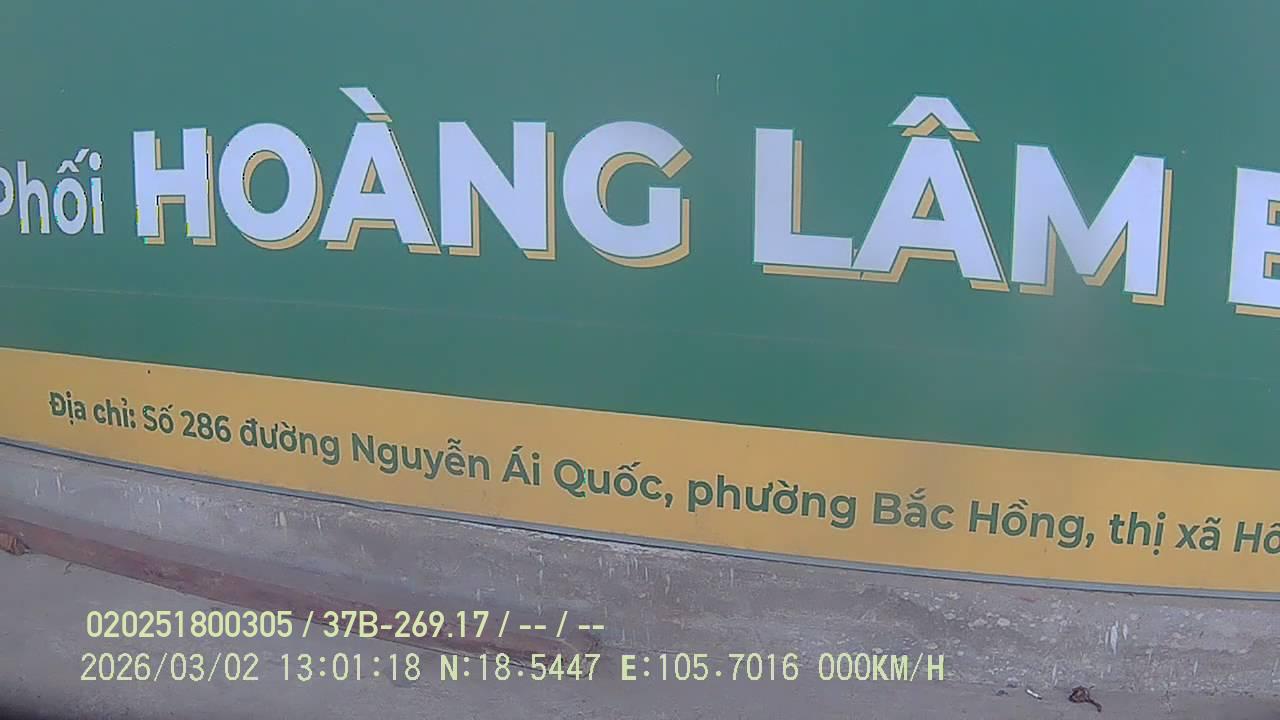 Phối HOÀNG LÂM
Địa chỉ: Số 286 đường Nguyễn Ái Quốc, phường Bắc Hồng, thị xã
020251800305 / 37B-269.17 / -- / --
2026/03/02 13:01:18 N:18.5447 E:105.7016 000KM/H